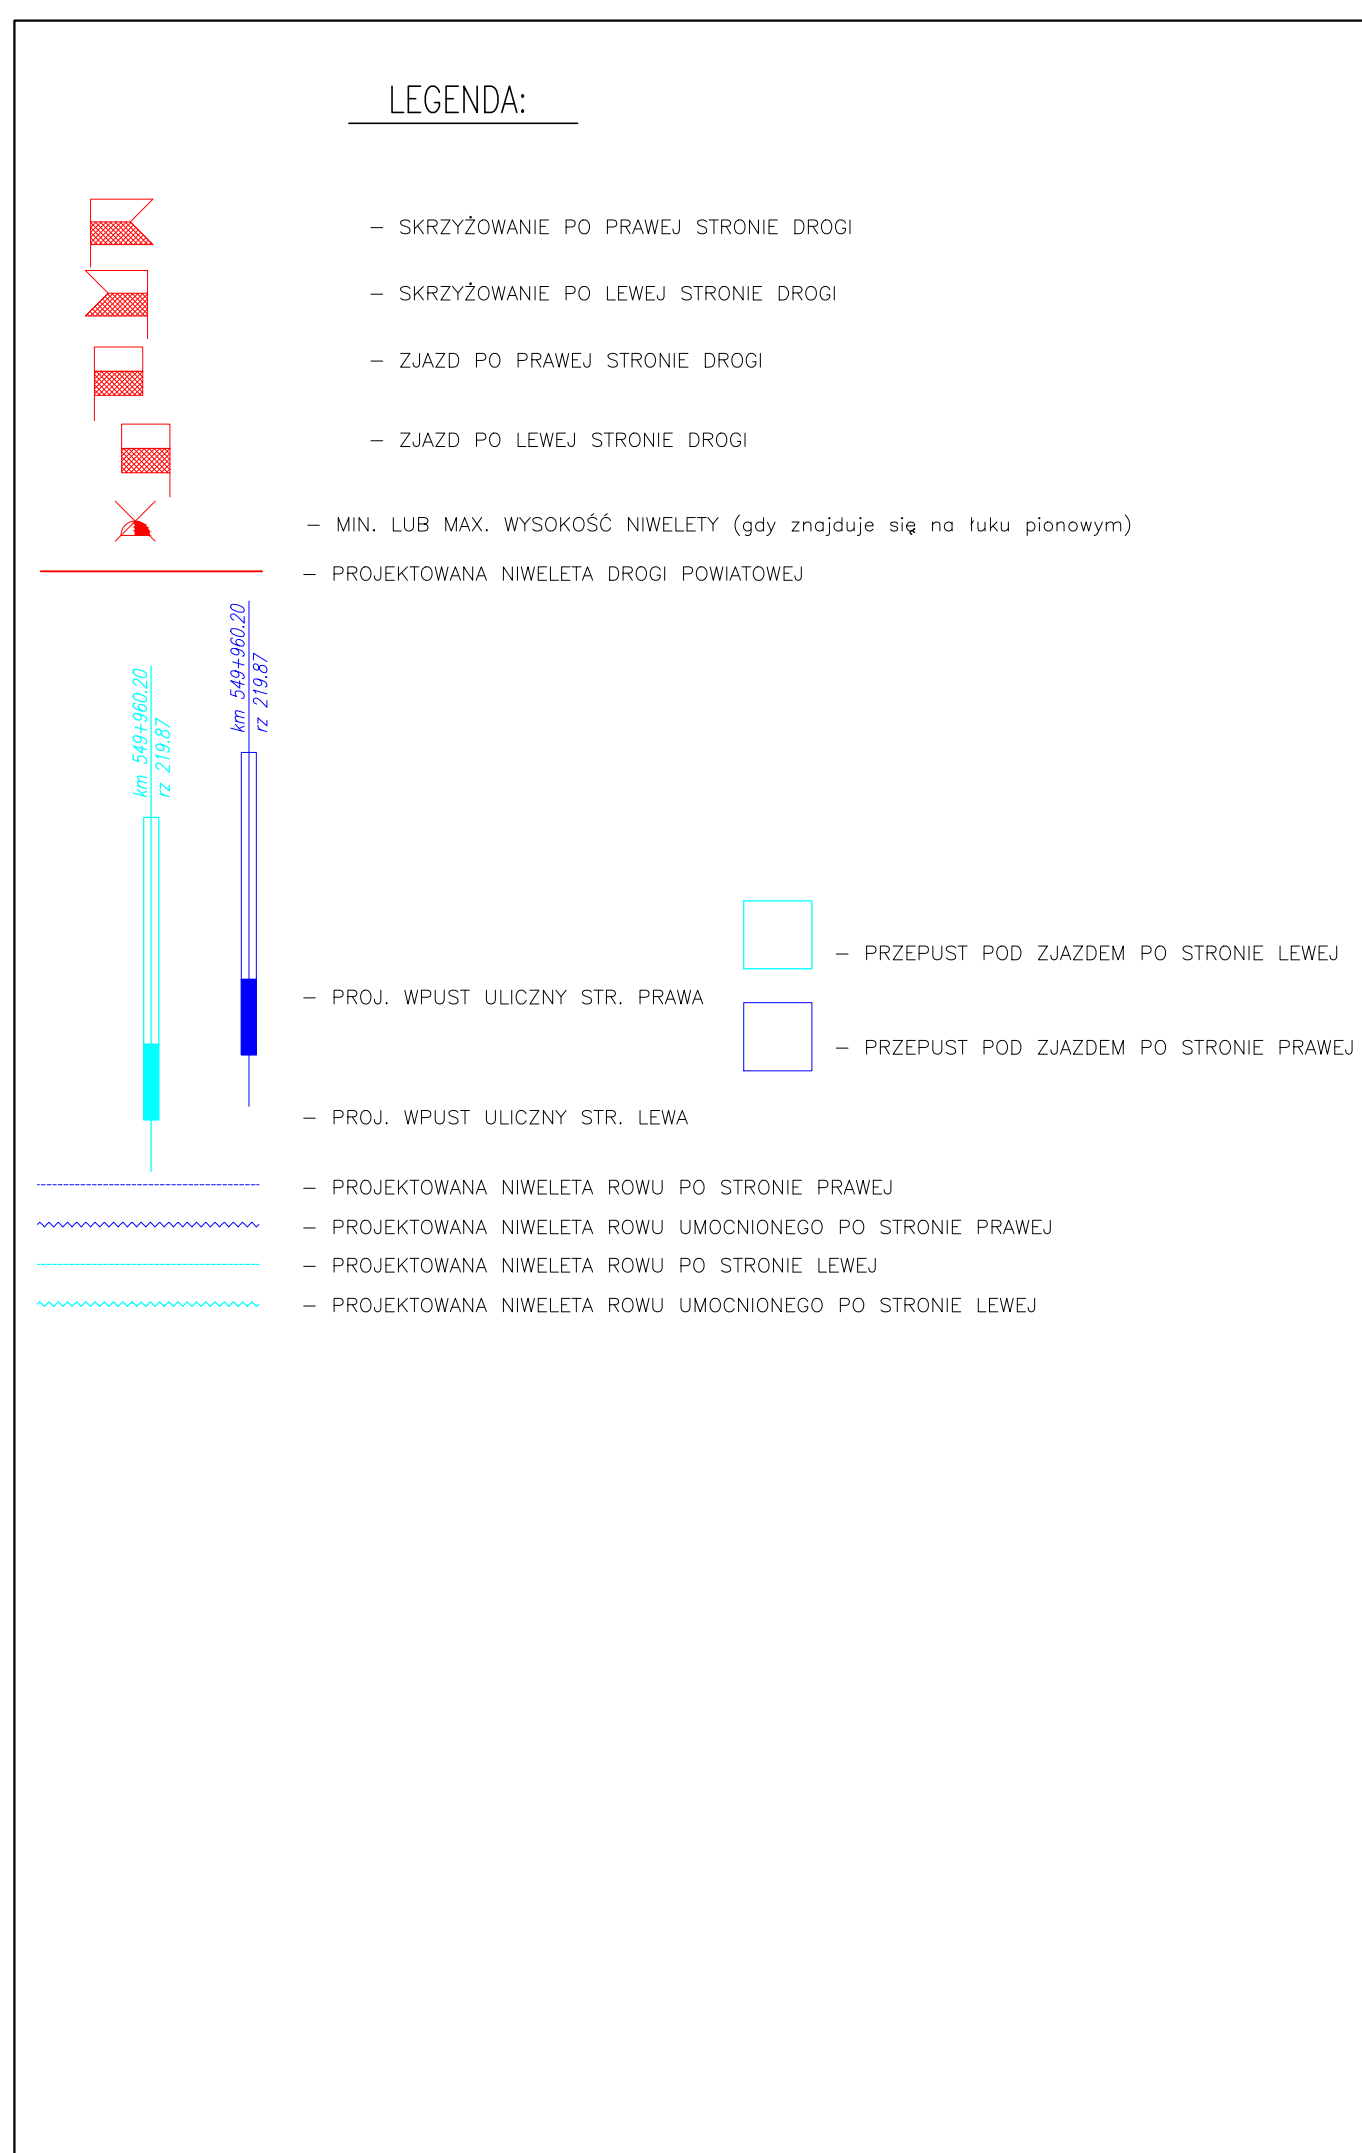 LEGENDA:
– SKRZYŻOWANIE PO PRAWEJ STRONIE DROGI
– SKRZYŻOWANIE PO LEWEJ STRONIE DROGI
– ZJAZD PO PRAWEJ STRONIE DROGI
– ZJAZD PO LEWEJ STRONIE DROGI
– MIN. LUB MAX. WYSOKOŚĆ NIWELETY (gdy znajduje się na łuku pionowym)
– PROJEKTOWANA NIWELETA DROGI POWIATOWEJ
km 549+960.20
rz 219.87
km 549+960.20
rz 219.87
– PRZEPUST POD ZJAZDEM PO STRONIE LEWEJ
– PROJ. WPUST ULICZNY STR. PRAWA
– PRZEPUST POD ZJAZDEM PO STRONIE PRAWEJ
– PROJ. WPUST ULICZNY STR. LEWA
– PROJEKTOWANA NIWELETA ROWU PO STRONIE PRAWEJ
– PROJEKTOWANA NIWELETA ROWU UMOCNIONEGO PO STRONIE PRAWEJ
– PROJEKTOWANA NIWELETA ROWU PO STRONIE LEWEJ
– PROJEKTOWANA NIWELETA ROWU UMOCNIONEGO PO STRONIE LEWEJ